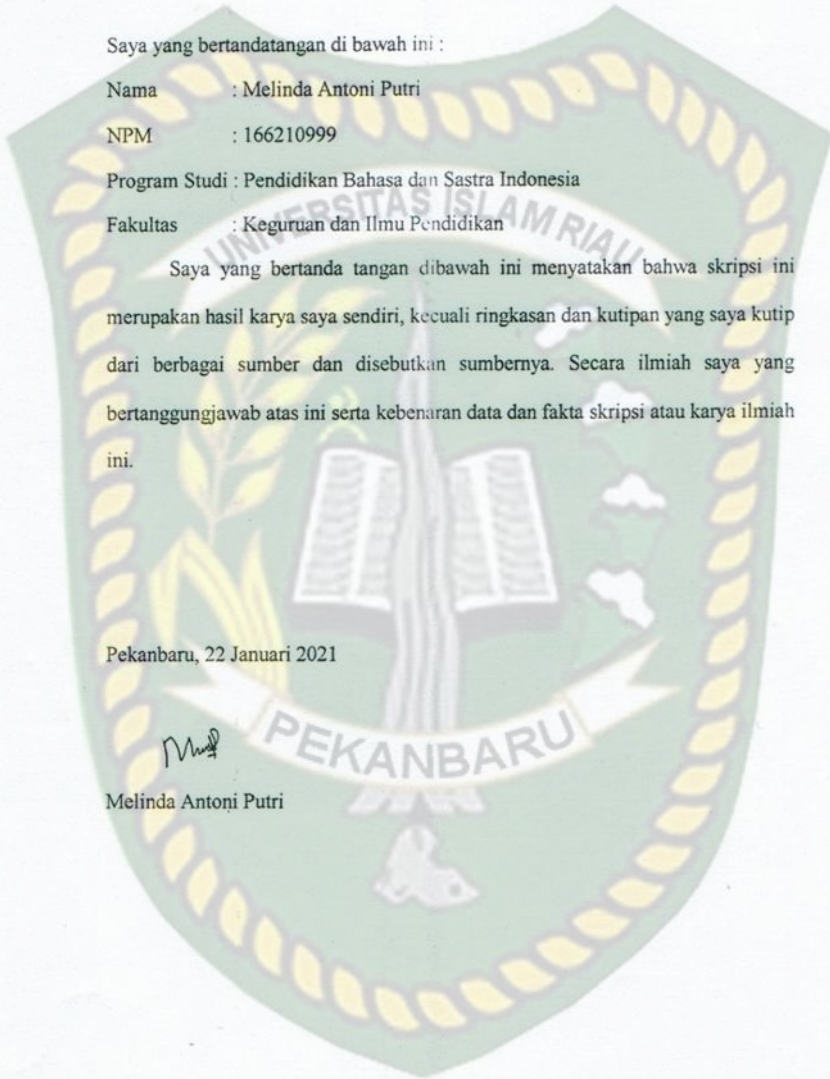 Saya yang bertandatangan di bawah ini :
Nama : Melinda Antoni Putri
NPM : 166210999
Program Studi : Pendidikan Bahasa dan Sastra Indonesia
Fakultas : Keguruan dan Ilmu Pendidikan
UNIVERSITAS ISLAM RIAU
Saya yang bertanda tangan dibawah ini menyatakan bahwa skripsi ini
merupakan hasil karya saya sendiri, kecuali ringkasan dan kutipan yang saya kutip
dari berbagai sumber dan disebutkan sumbernya. Secara ilmiah saya yang
bertanggungjawab atas ini serta kebenaran data dan fakta skripsi atau karya ilmiah
ini.
Pekanbaru, 22 Januari 2021
PEKANBARU
Melinda Antoni Putri